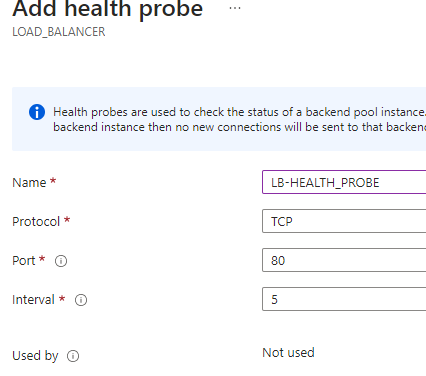 Add health probe ...
LOAD_BALANCER
Health probes are used to check the status of a backend pool instance.
backend instance then no new connections will be sent to that backen
Name *
LB-HEALTH_PROBE
Protocol *
TCP
Port *
80
Interval *
5
Used by
Not used